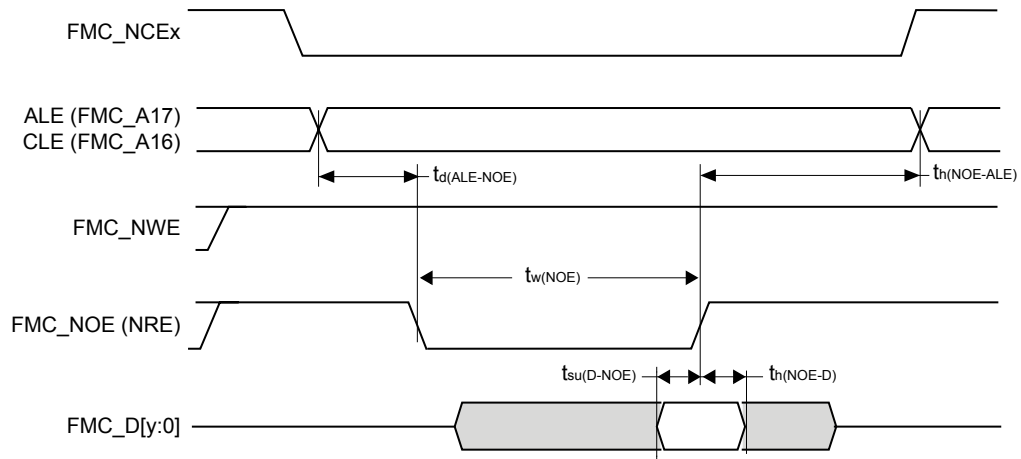 FMC_NCEx
ALE (FMC_A17)
CLE (FMC_A16)
td(ALE-NOE)
th(NOE-ALE)
FMC_NWE
tw(NOE)
FMC_NOE (NRE)
tsu(D-NOE)
th(NOE-D)
FMC_D[y:0]